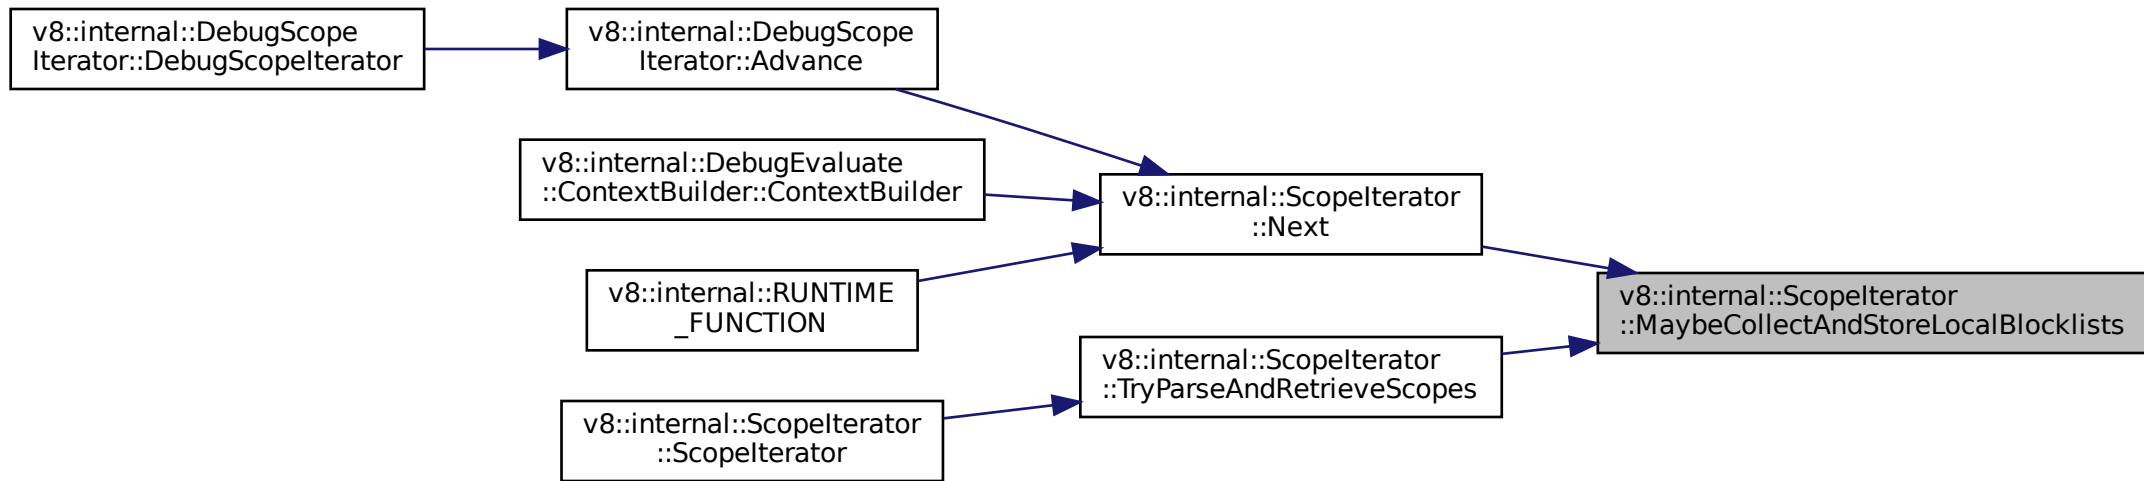 v8::internal::DebugScope
Iterator::DebugScopeIterator
v8::internal::DebugScope
Iterator::Advance
v8::internal::DebugEvaluate
::ContextBuilder::ContextBuilder
v8::internal::ScopeIterator
::Next
v8::internal::RUNTIME
_FUNCTION
v8::internal::ScopeIterator
::MaybeCollectAndStoreLocalBlocklists
v8::internal::ScopeIterator
::TryParseAndRetrieveScopes
v8::internal::ScopeIterator
::ScopeIterator